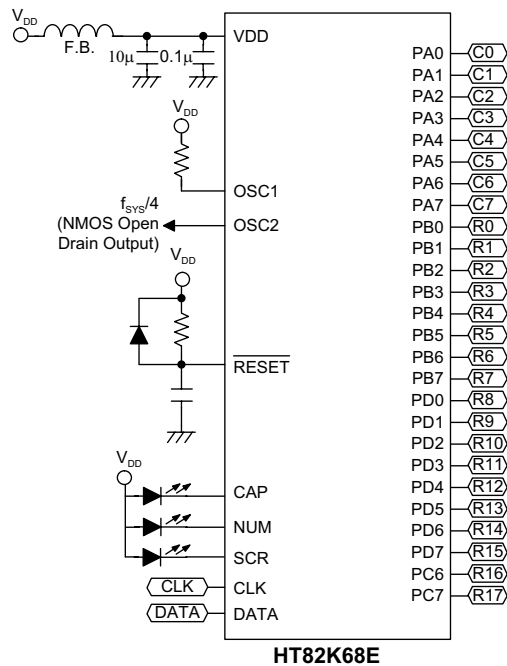 VDD
F.B.
10μ
0.1μ
VDD
VDD
OSC1
fSYS/4
(NMOS Open
Drain Output)
OSC2
VDD
RESET
VDD
CAP
NUM
SCR
CLK
CLK
DATA
DATA
PA0
C0
PA1
C1
PA2
C2
PA3
C3
PA4
C4
PA5
C5
PA6
C6
PA7
C7
PB0
R0
PB1
R1
PB2
R2
PB3
R3
PB4
R4
PB5
R5
PB6
R6
PB7
R7
PD0
R8
PD1
R9
PD2
R10
PD3
R11
PD4
R12
PD5
R13
PD6
R14
PD7
R15
PC6
R16
PC7
R17
HT82K68E